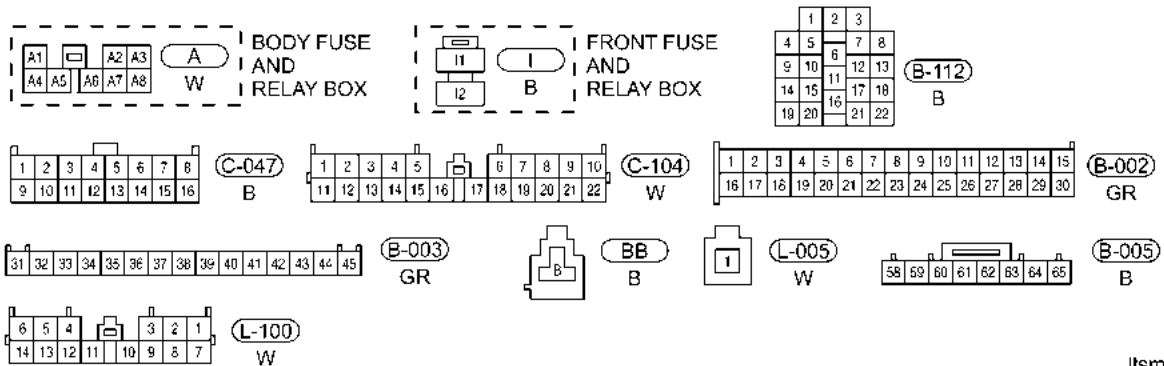 A1 A2 A3
A4 A5 A6 A7 A8
A
W
BODY FUSE
AND
RELAY BOX
I1
I2
I
B
FRONT FUSE
AND
RELAY BOX
1 2 3
4 5 6 7 8
9 10 11 12 13
14 15 16 17 18
19 20 21 22
B-112
B
1 2 3 4 5 6 7 8
9 10 11 12 13 14 15 16
C-047
B
1 2 3 4 5 6 7 8 9 10
11 12 13 14 15 16 17 18 19 20 21 22
C-104
W
1 2 3 4 5 6 7 8 9 10 11 12 13 14 15
16 17 18 19 20 21 22 23 24 25 26 27 28 29 30
B-002
GR
31 32 33 34 35 36 37 38 39 40 41 42 43 44 45
B-003
GR
B
BB
B
1
L-005
W
58 59 60 61 62 63 64 65
B-005
B
6 5 4 3 2 1
14 13 12 11 10 9 8 7
L-100
W